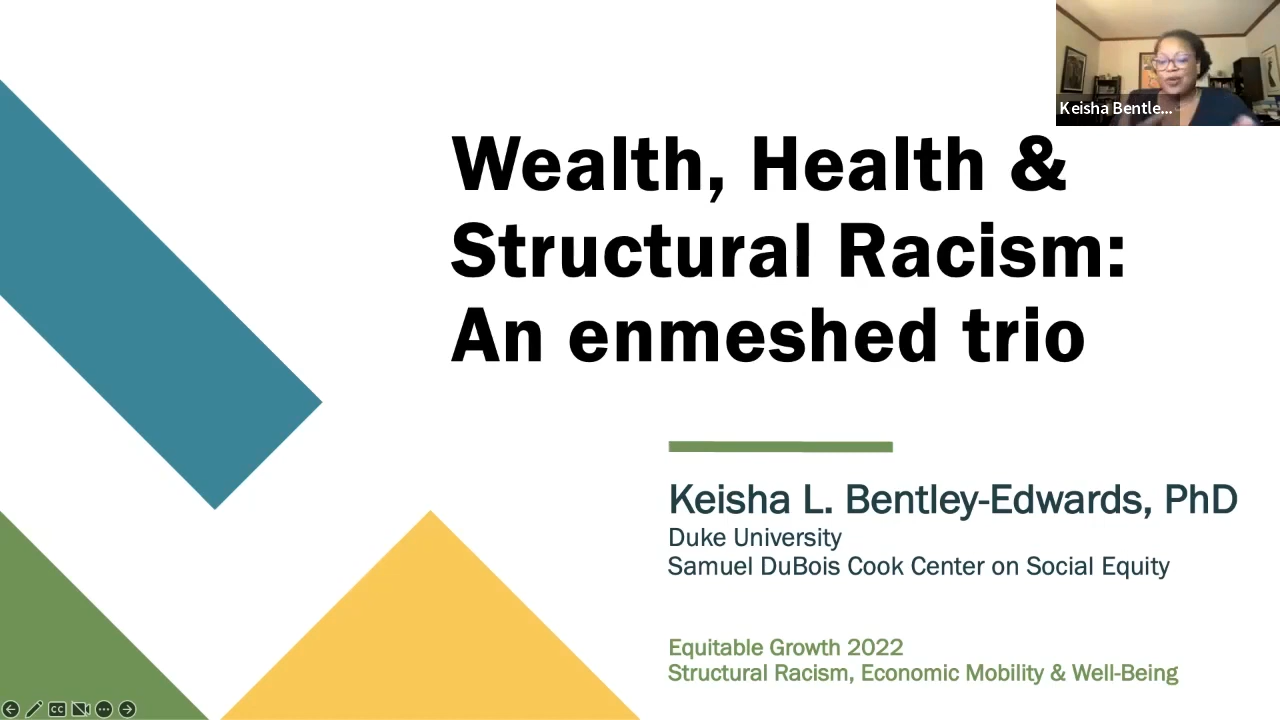 Keisha Bentle...
Wealth, Health &
Structural Racism:
An enmeshed trio
Keisha L. Bentley-Edwards, PhD
Duke University
Samuel DuBois Cook Center on Social Equity
Equitable Growth 2022
Structural Racism, Economic Mobility & Well-Being
CC